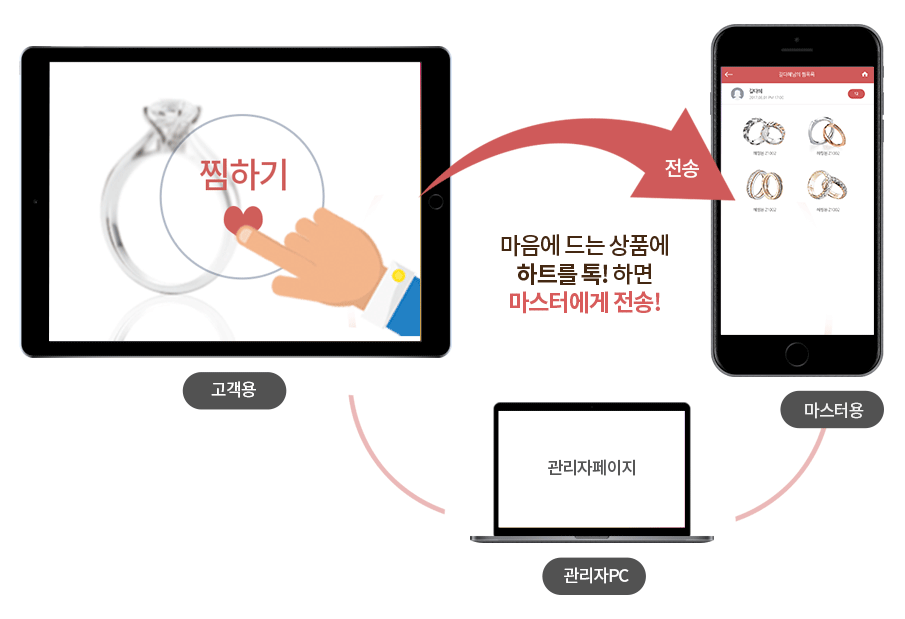 찜하기
전송
마음에 드는 상품에
하트를 톡! 하면
마스터에게 전송!
고객용
마스터용
관리자페이지
관리자PC